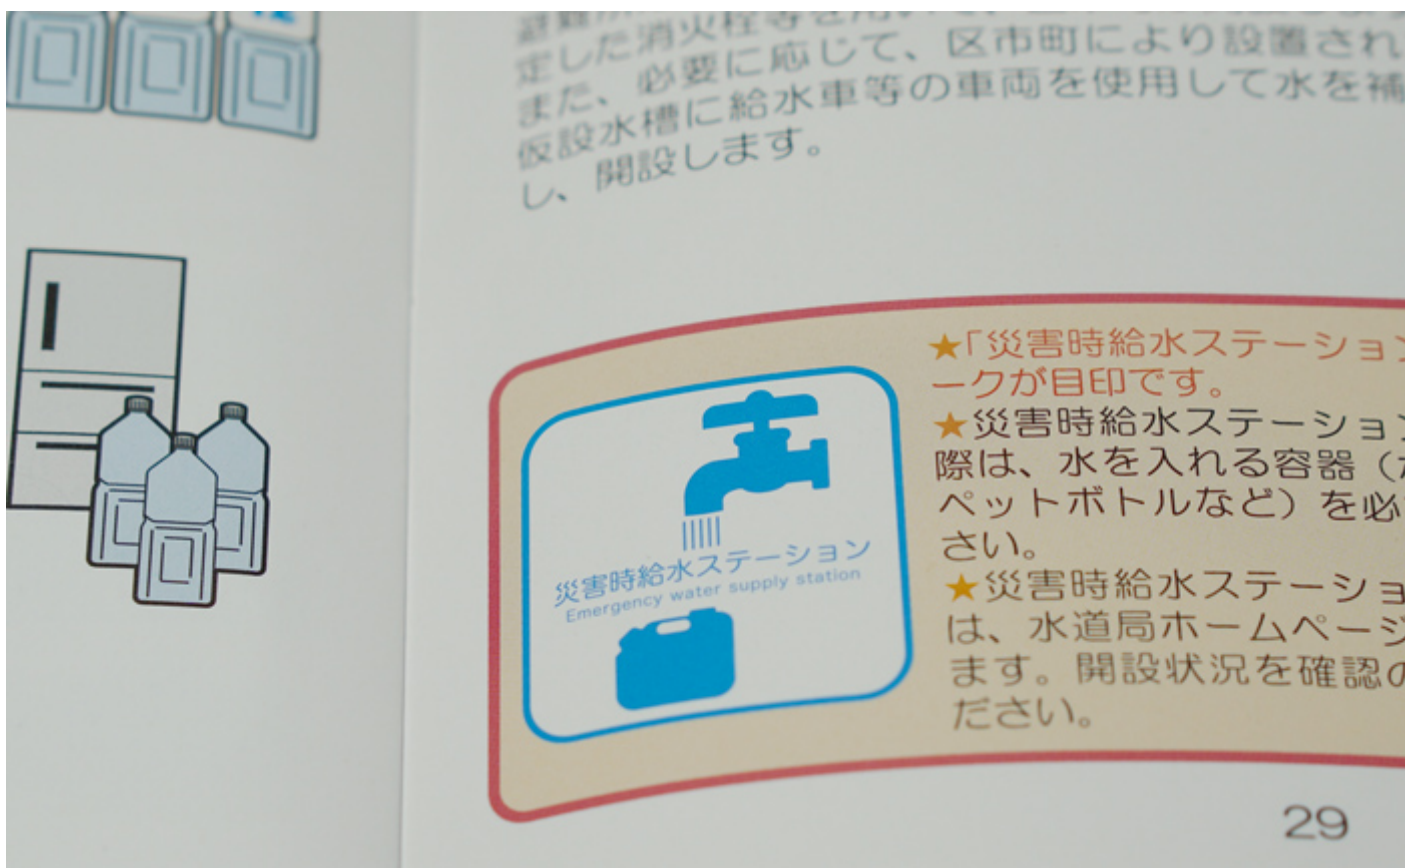 定した消火栓等を用いて、
また、必要に応じて、区市町により設置され
仮設水槽に給水車等の車両を使用して水を補
し、開設します。
災害時給水ステーション
Emergency water supply station
★「災害時給水ステーション
ークが目印です。
★災害時給水ステーション
際は、水を入れる容器（
ペットボトルなど）を必
さい。
★災害時給水ステーショ
は、水道局ホームページ
ます。開設状況を確認の
ださい。
29